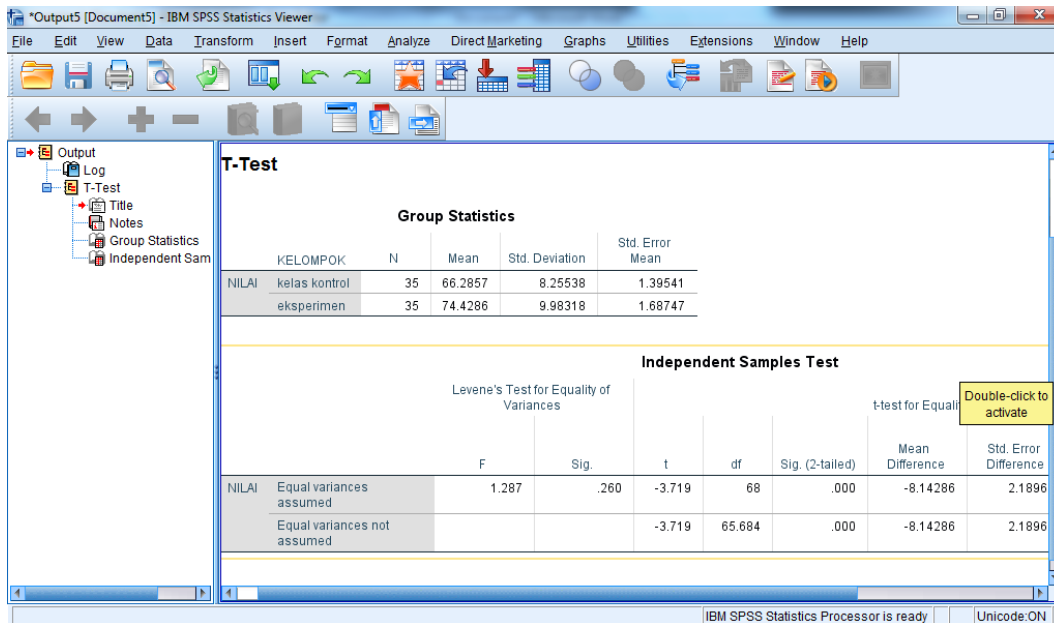 *Output5 [Document5] - IBM SPSS Statistics Viewer
File Edit View Data Transform Insert Format Analyze Direct Marketing Graphs Utilities Extensions Window Help
Output
Log
T-Test
Title
Notes
Group Statistics
Independent Sam
T-Test
Group Statistics
KELOMPOK N Mean Std. Deviation Std. Error Mean
NILAI kelas kontrol 35 66.2857 8.25538 1.39541
eksperimen 35 74.4286 9.98318 1.68747
Independent Samples Test
Levene's Test for Equality of Variances
t-test for Equali
Double-click to activate
F Sig. t df Sig. (2-tailed) Mean Difference Std. Error Difference
NILAI Equal variances assumed 1.287 .260 -3.719 68 .000 -8.14286 2.1896
Equal variances not assumed -3.719 65.684 .000 -8.14286 2.1896
IBM SPSS Statistics Processor is ready Unicode:ON